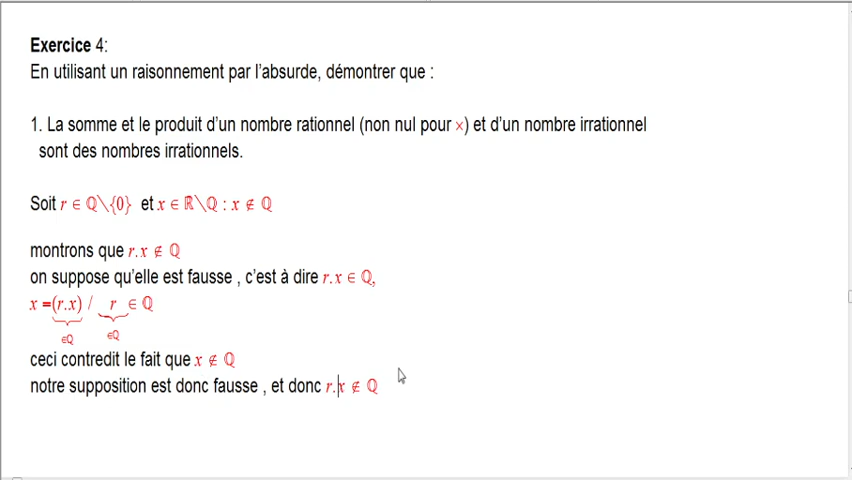 Exercice 4:
En utilisant un raisonnement par l'absurde, démontrer que :
1. La somme et le produit d'un nombre rationnel (non nul pour ×) et d'un nombre irrationnel
sont des nombres irrationnels.
Soit r ∈ ℚ\{0} et x ∈ ℝ\ℚ : x ∉ ℚ
montrons que r.x ∉ ℚ
on suppose qu'elle est fausse , c'est à dire r.x ∈ ℚ,
x =(r.x) / r ∈ ℚ
∈ℚ ∈ℚ
ceci contredit le fait que x ∉ ℚ
notre supposition est donc fausse , et donc r.x ∉ ℚ